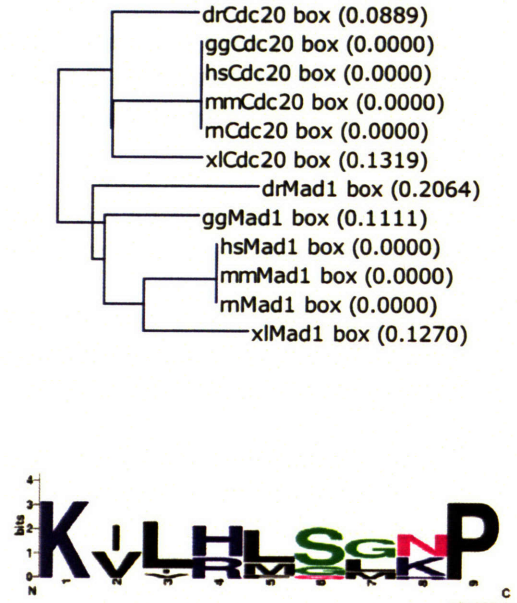 drCdc20 box (0.0889)
ggCdc20 box (0.0000)
hsCdc20 box (0.0000)
mmCdc20 box (0.0000)
rnCdc20 box (0.0000)
xlCdc20 box (0.1319)
drMad1 box (0.2064)
ggMad1 box (0.1111)
hsMad1 box (0.0000)
mmMad1 box (0.0000)
rnMad1 box (0.0000)
xlMad1 box (0.1270)
4
3
2
1
0
bits
K I L H L S G N P
V R M L K
N 1 2 3 4 5 6 7 8 9 C